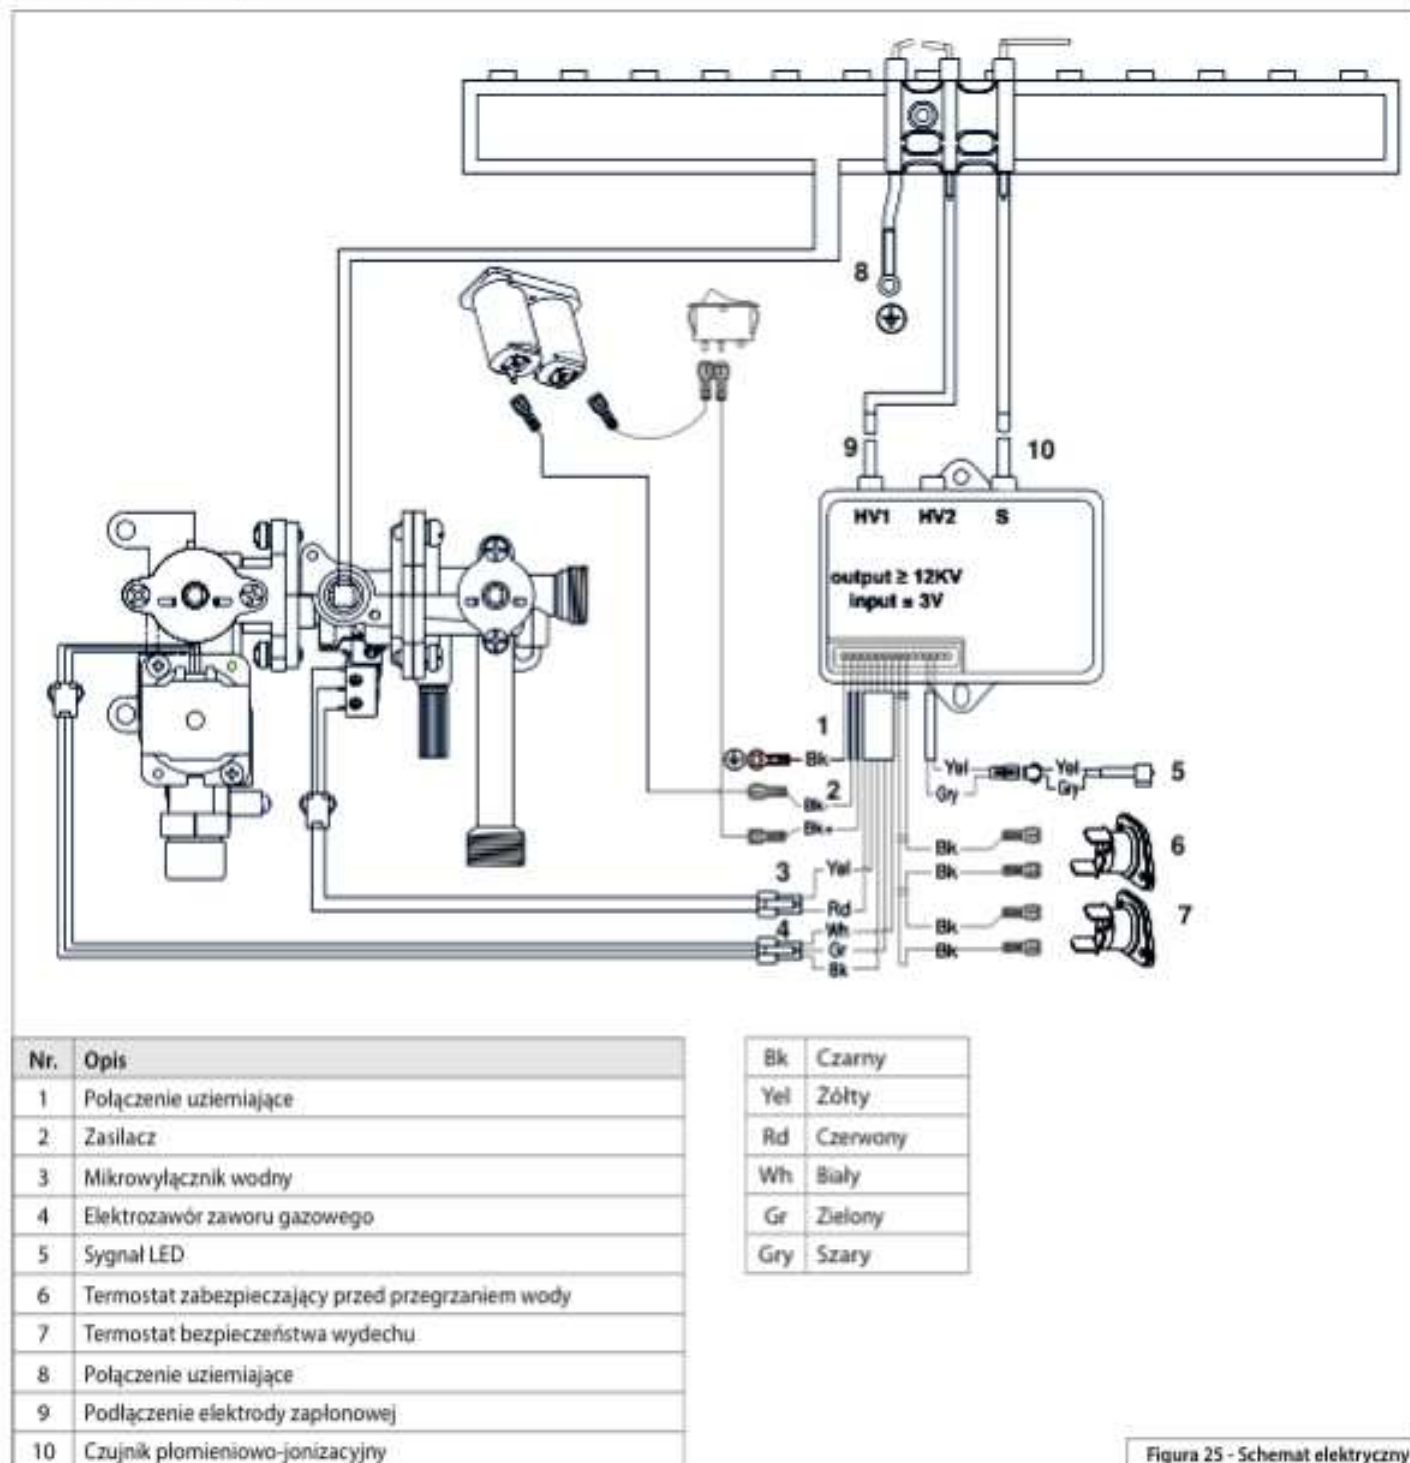 8
9
10
HV1 HV2 S
output ≥ 12KV
input = 3V
1
Bk
Yel
Yel
5
2
Gry
Gry
Bk-
Bk+
Bk
6
3
Yel
Bk
Rd
Bk
7
4
Wh
Gr
Bk
Bk
Nr. Opis
1 Połączenie uziemiające
2 Zasilacz
3 Mikrowyłącznik wodny
4 Elektrozawór zaworu gazowego
5 Sygnał LED
6 Termostat zabezpieczający przed przegrzaniem wody
7 Termostat bezpieczeństwa wydechu
8 Połączenie uziemiające
9 Podłączenie elektrody zapłonowej
10 Czujnik płomieniowo-jonizacyjny
Bk Czarny
Yel Żółty
Rd Czerwony
Wh Biały
Gr Zielony
Gry Szary
Figura 25 - Schemat elektryczny